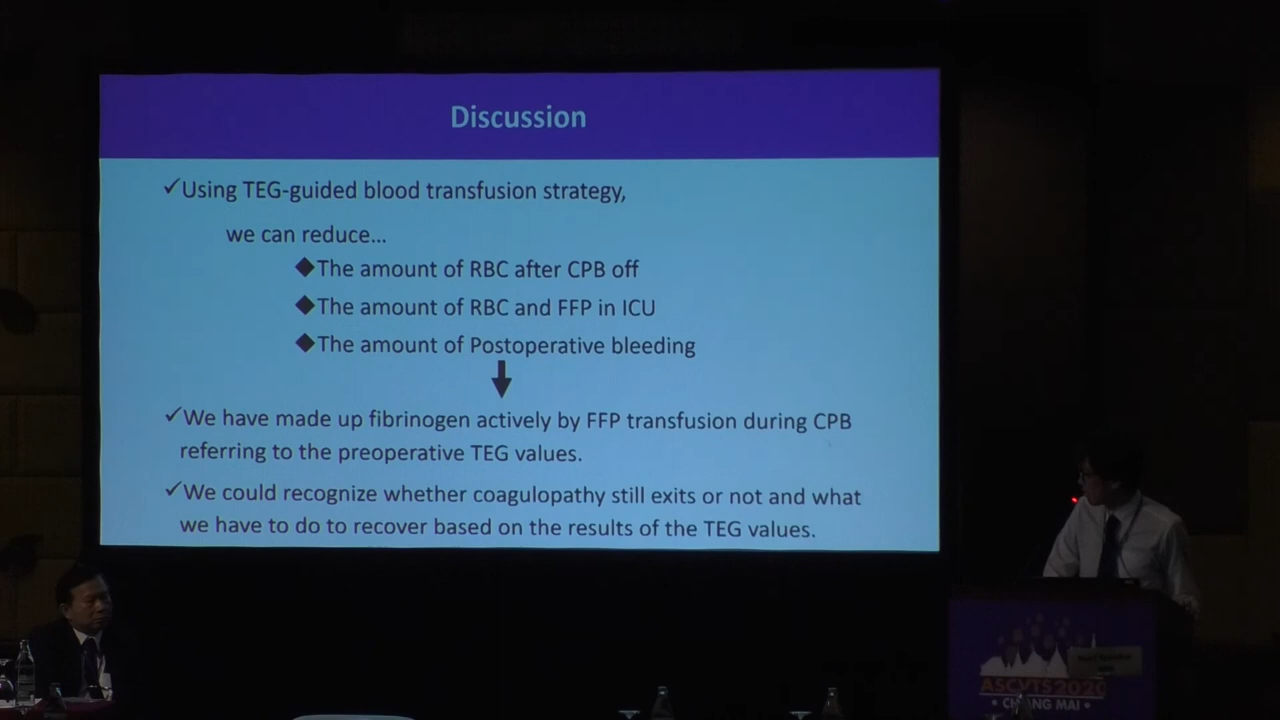 Discussion
✓Using TEG-guided blood transfusion strategy,
we can reduce...
◆The amount of RBC after CPB off
◆The amount of RBC and FFP in ICU
◆The amount of Postoperative bleeding
✓We have made up fibrinogen actively by FFP transfusion during CPB
referring to the preoperative TEG values.
✓We could recognize whether coagulopathy still exits or not and what
we have to do to recover based on the results of the TEG values.
ASCVTS2020
• CHIANG MAI •